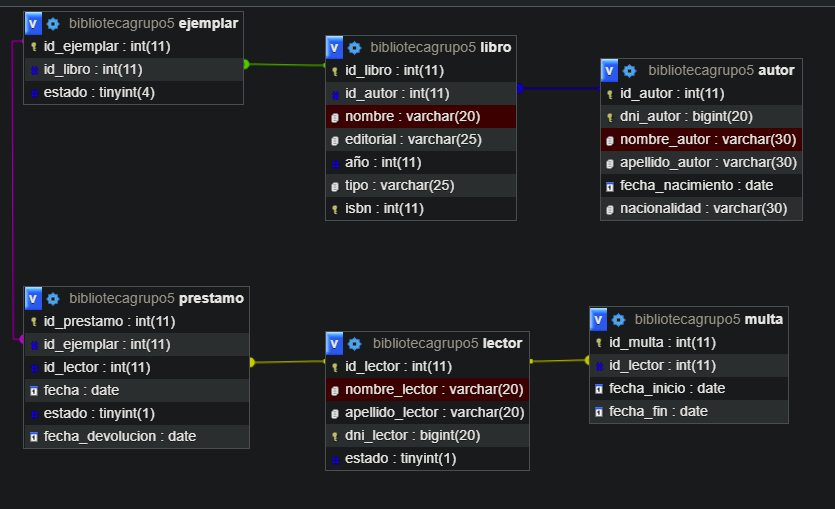 v bibliotecagrupo5 ejemplar
id_ejemplar : int(11)
id_libro : int(11)
estado : tinyint(4)
v bibliotecagrupo5 libro
id_libro : int(11)
id_autor : int(11)
nombre : varchar(20)
editorial : varchar(25)
año : int(11)
tipo : varchar(25)
isbn : int(11)
v bibliotecagrupo5 autor
id_autor : int(11)
dni_autor : bigint(20)
nombre_autor : varchar(30)
apellido_autor : varchar(30)
fecha_nacimiento : date
nacionalidad : varchar(30)
v bibliotecagrupo5 prestamo
id_prestamo : int(11)
id_ejemplar : int(11)
id_lector : int(11)
fecha : date
estado : tinyint(1)
fecha_devolucion : date
v bibliotecagrupo5 lector
id_lector : int(11)
nombre_lector : varchar(20)
apellido_lector : varchar(20)
dni_lector : bigint(20)
estado : tinyint(1)
v bibliotecagrupo5 multa
id_multa : int(11)
id_lector : int(11)
fecha_inicio : date
fecha_fin : date